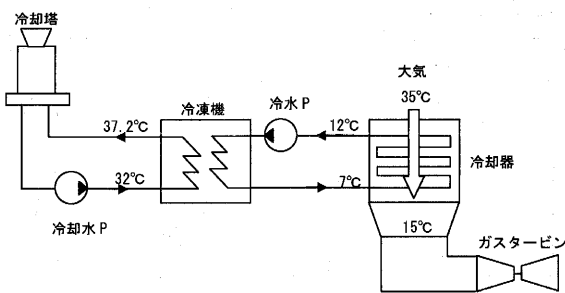 冷却塔
大気
冷凍機
冷水P
35℃
37.2℃
12℃
冷却器
32℃
7℃
冷却水P
15℃
ガスタービン